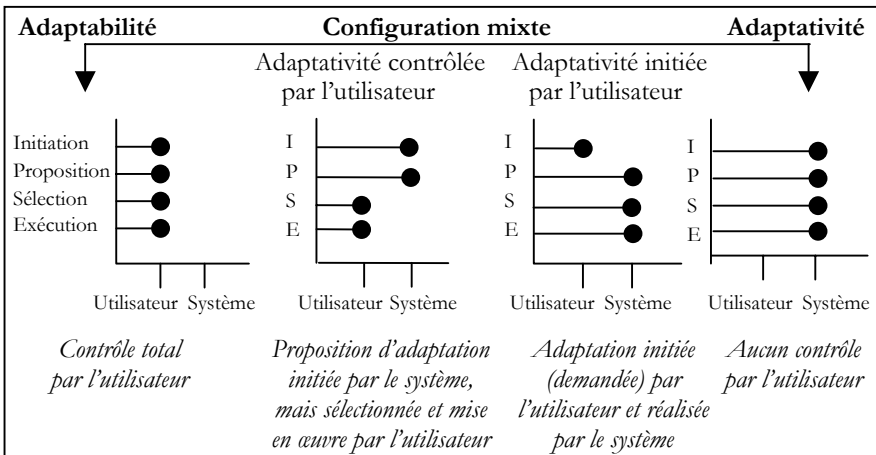 Adaptabilité Configuration mixte Adaptativité
Adaptativité contrôlée
par l'utilisateur
Adaptativité initiée
par l'utilisateur
Initiation
Proposition
Sélection
Exécution
Utilisateur Système
I
P
S
E
Utilisateur Système
I
P
S
E
Utilisateur Système
I
P
S
E
Utilisateur Système
Contrôle total
par l'utilisateur
Proposition d'adaptation
initiée par le système,
mais sélectionnée et mise
en œuvre par l'utilisateur
Adaptation initiée
(demandée) par
l'utilisateur et réalisée
par le système
Aucun contrôle
par l'utilisateur